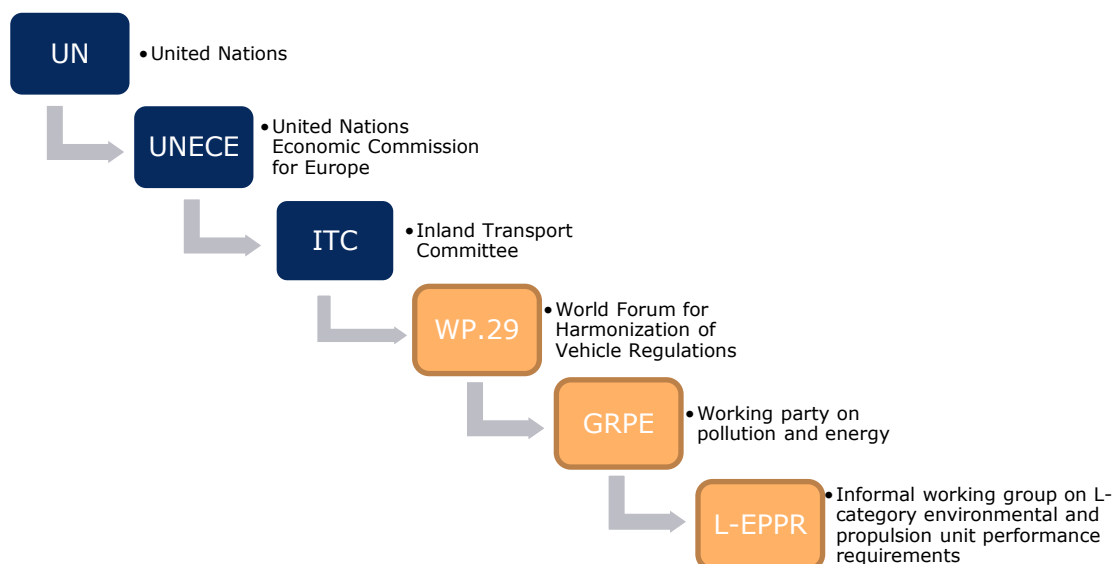 UN
•United Nations
UNECE
•United Nations
Economic Commission
for Europe
ITC
•Inland Transport
Committee
WP.29
•World Forum for
Harmonization of
Vehicle Regulations
GRPE
•Working party on
pollution and energy
L-EPPR
•Informal working group on L-
category environmental and
propulsion unit performance
requirements